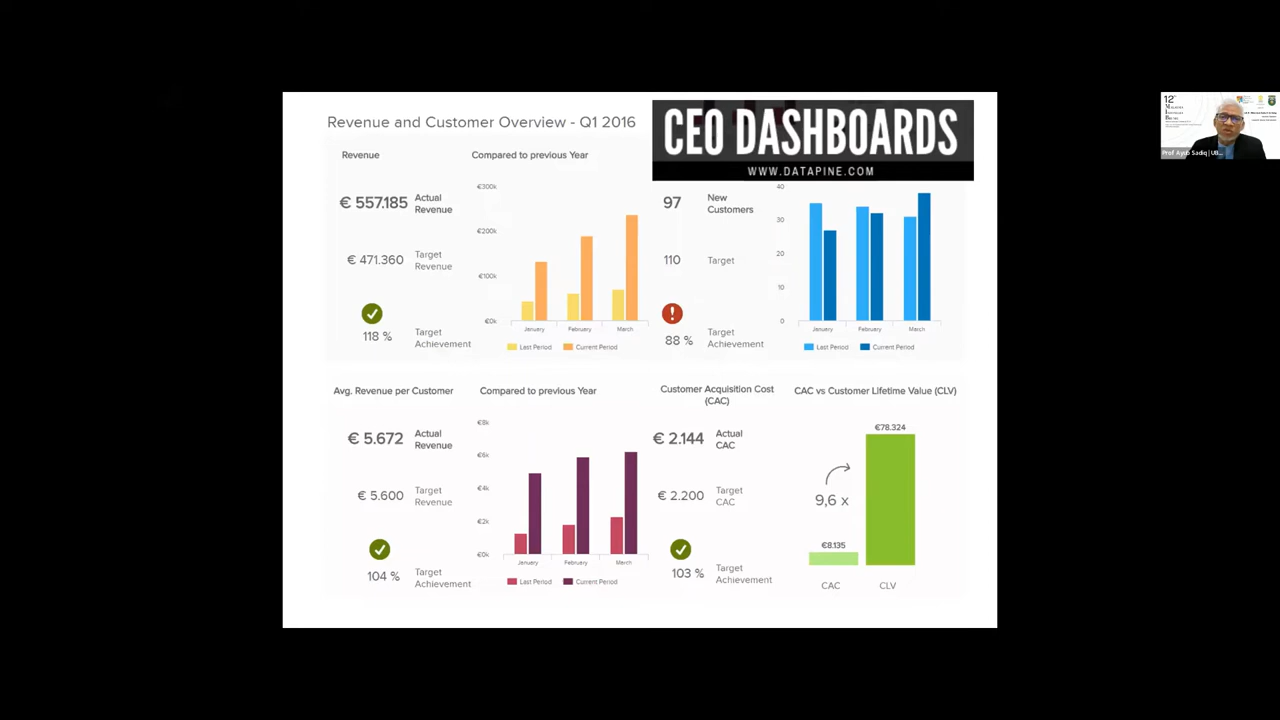 Revenue and Customer Overview - Q1 2016
CEO DASHBOARDS
WWW.DATAPINE.COM
Revenue
€ 557.185
Actual
Revenue
€ 471.360
Target
Revenue
118 %
Target
Achievement
Compared to previous Year
€300k
€200k
€100k
€0k
January
February
March
Last Period
Current Period
97
New
Customers
110
Target
88 %
Target
Achievement
40
30
20
10
0
January
February
March
Last Period
Current Period
Avg. Revenue per Customer
€ 5.672
Actual
Revenue
€ 5.600
Target
Revenue
104 %
Target
Achievement
Compared to previous Year
€8k
€6k
€4k
€2k
€0k
January
February
March
Last Period
Current Period
Customer Acquisition Cost
(CAC)
€ 2.144
Actual
CAC
€ 2.200
Target
CAC
103 %
Target
Achievement
CAC vs Customer Lifetime Value (CLV)
€78.324
9,6 x
€8.135
CAC
CLV
12
Prof Ayub Sadiq|UB...